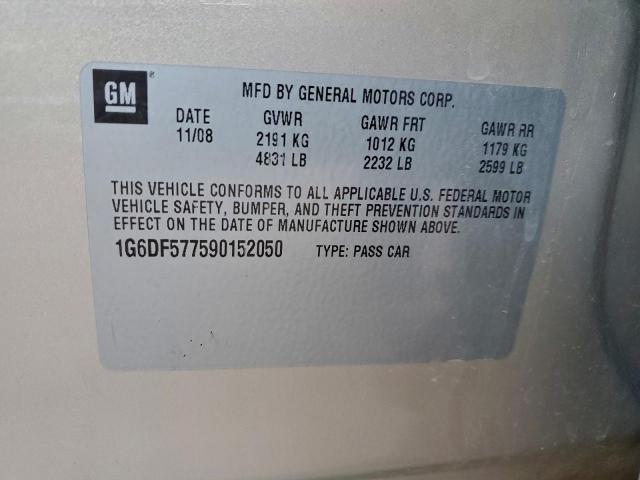 GM
MFD BY GENERAL MOTORS CORP.
DATE GVWR GAWR FRT GAWR RR
11/08 2191 KG 1012 KG 1179 KG
4831 LB 2232 LB 2599 LB
THIS VEHICLE CONFORMS TO ALL APPLICABLE U.S. FEDERAL MOTOR
VEHICLE SAFETY, BUMPER, AND THEFT PREVENTION STANDARDS IN
EFFECT ON THE DATE OF MANUFACTURE SHOWN ABOVE.
1G6DF577590152050 TYPE: PASS CAR